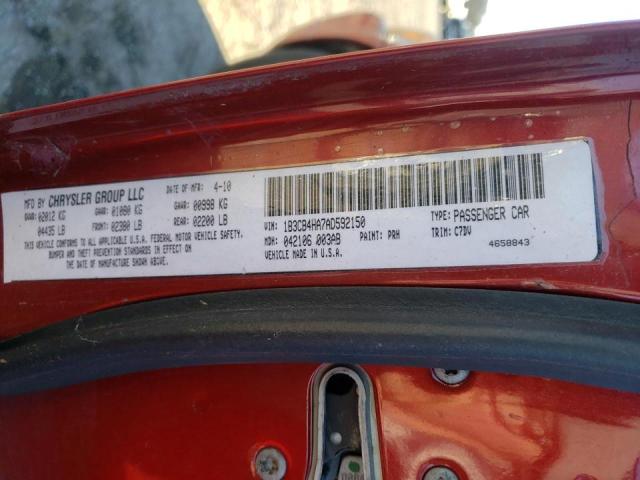 MFD BY CHRYSLER GROUP LLC DATE OF MFR 4-10
GVWR: 02012 KG GAWR: 01080 KG GAWR: 00998 KG
04435 LB FRONT: 02380 LB REAR: 02200 LB
THIS VEHICLE CONFORMS TO ALL U.S.A. FEDERAL MOTOR VEHICLE SAFETY,
BUMPER AND THEFT PREVENTION STANDARDS IN EFFECT ON
THE DATE OF MANUFACTURE SHOWN ABOVE.
VIN: 1B3CB4HA7AD592150 TYPE: PASSENGER CAR
MDH: 042106 003AB PAINT: PRH TRIM: C7DV
VEHICLE MADE IN U.S.A. 4658843